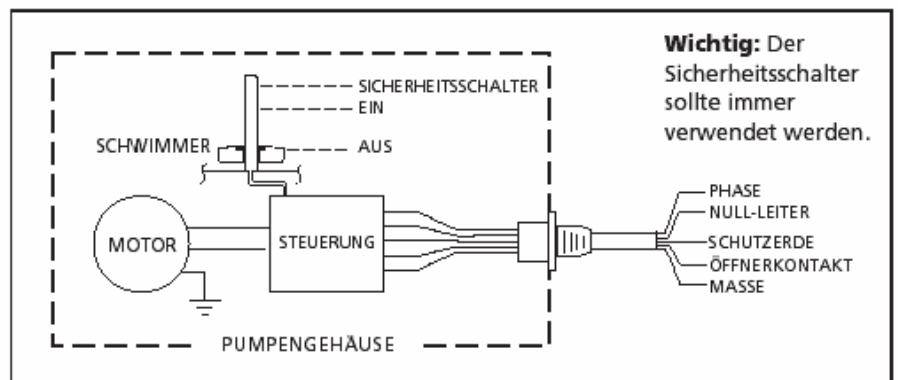 Wichtig: Der
Sicherheitsschalter
sollte immer
verwendet werden.
SICHERHEITSSCHALTER
EIN
SCHWIMMER
AUS
MOTOR
STEUERUNG
PHASE
NULL-LEITER
SCHUTZERDE
ÖFFNERKONTAKT
MASSE
PUMPENGEHÄUSE